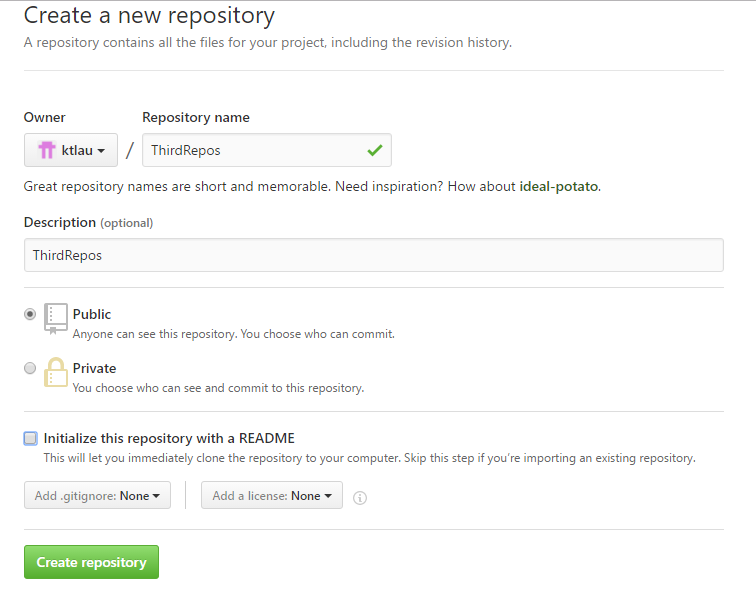 Create a new repository
A repository contains all the files for your project, including the revision history.
Owner Repository name
ktlau / ThirdRepos
Great repository names are short and memorable. Need inspiration? How about ideal-potato.
Description (optional)
ThirdRepos
Public
Anyone can see this repository. You choose who can commit.
Private
You choose who can see and commit to this repository.
Initialize this repository with a README
This will let you immediately clone the repository to your computer. Skip this step if you’re importing an existing repository.
Add .gitignore: None Add a license: None
Create repository